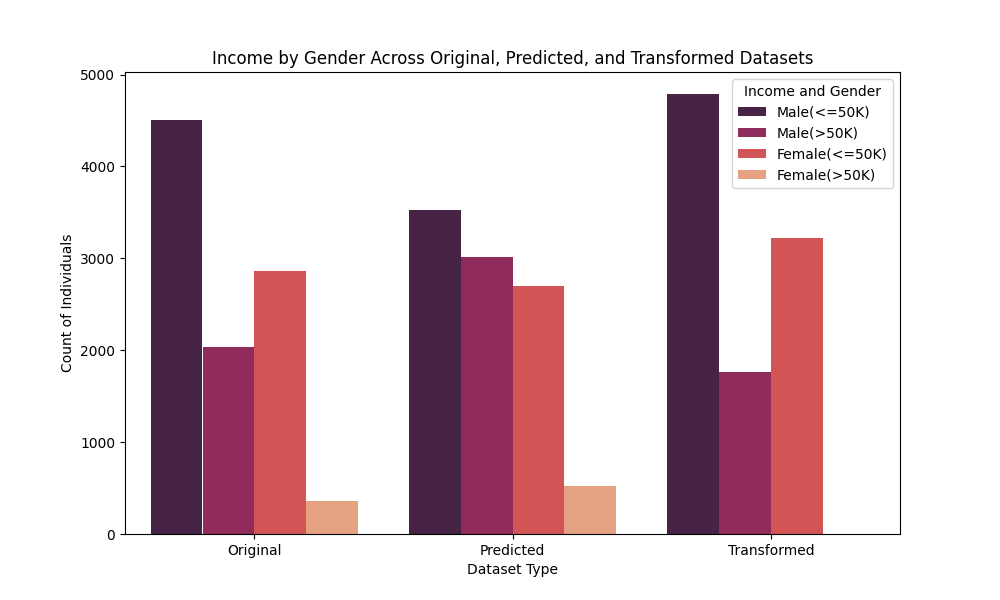 Income by Gender Across Original, Predicted, and Transformed Datasets
Income and Gender
Male(<=50K)
Male(>50K)
Female(<=50K)
Female(>50K)
Count of Individuals
5000
4000
3000
2000
1000
0
Original
Predicted
Transformed
Dataset Type